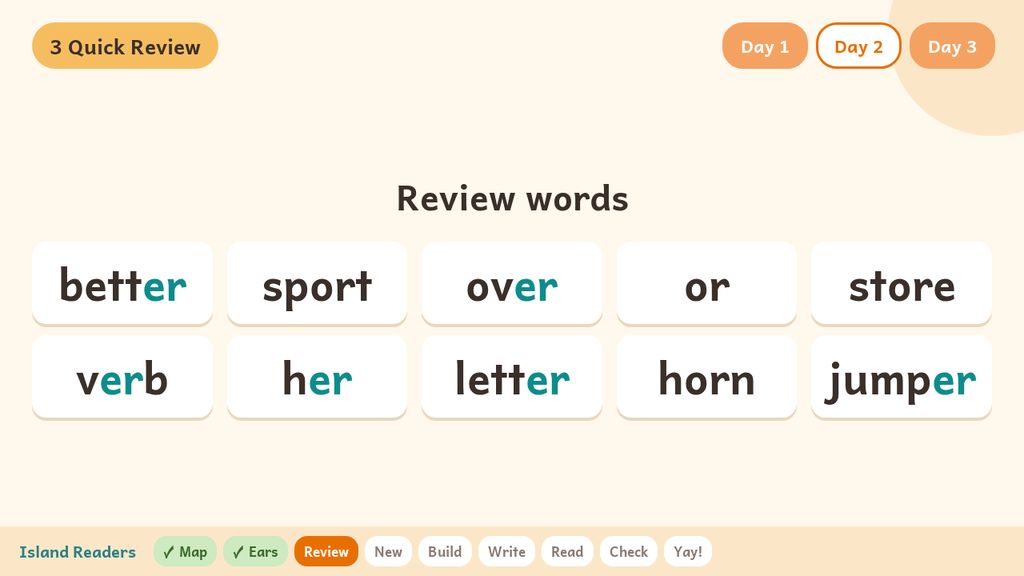 3 Quick Review
Day 1
Day 2
Day 3
Review words
better
sport
over
or
store
verb
her
letter
horn
jumper
Island Readers
✓ Map
✓ Ears
Review
New
Build
Write
Read
Check
Yay!